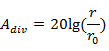 A_div = 20lg(r/r_0)